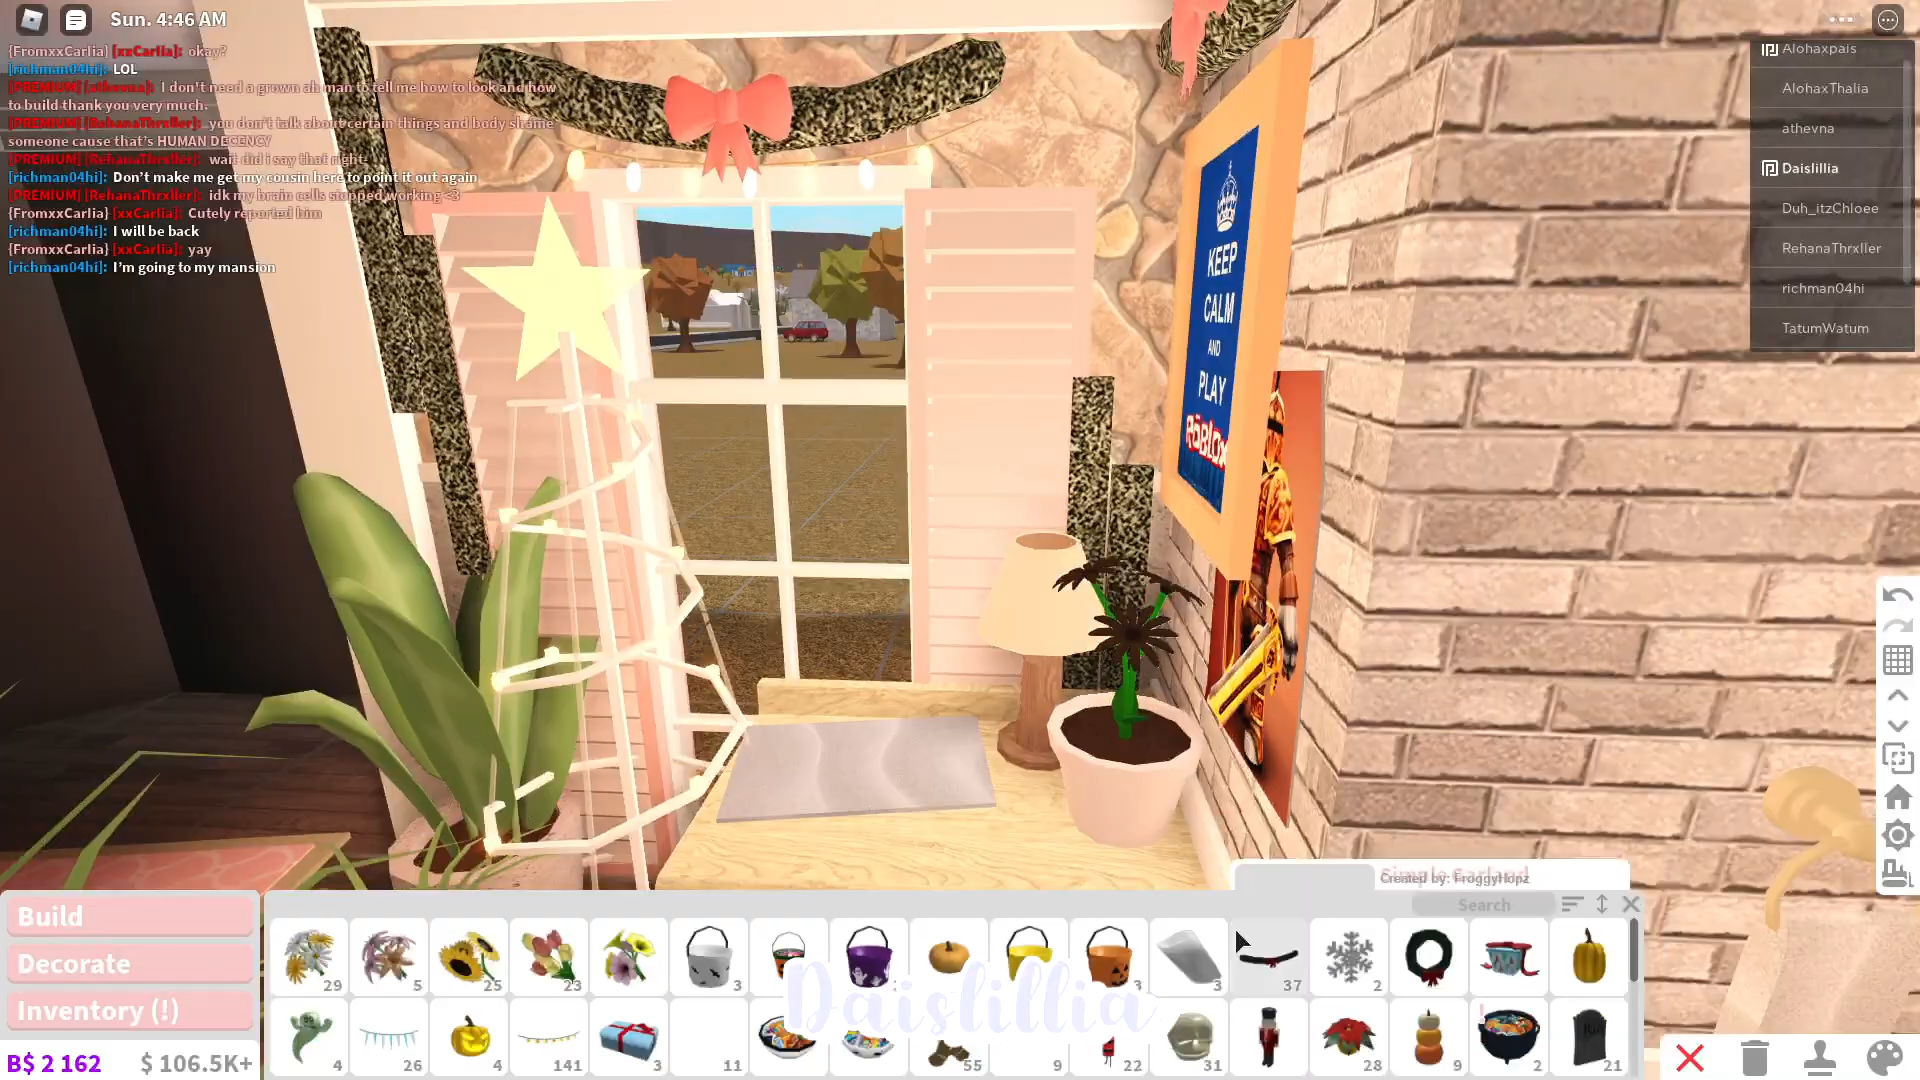 Sun. 4:46 AM
{FromxxCarlia} [xxCarlia]: okay?
[richman04hi]: LOL
[PREMIUM] [athevna]: I don't need a grown ah man to tell me how to look and how
to build thank you very much.
[PREMIUM] [RehanaThrxller]: you don't talk about certain things and body shame
someone cause that's HUMAN DECENCY
[PREMIUM] [RehanaThrxller]: wait did i say that right-
[richman04hi]: Don't make me get my cousin here to point it out again
[PREMIUM] [RehanaThrxller]: idk my brain cells stopped working <3
{FromxxCarlia} [xxCarlia]: Cutely reported him
[richman04hi]: I will be back
{FromxxCarlia} [xxCarlia]: yay
[richman04hi]: I'm going to my mansion
Alohaxpais
AlohaxThalia
athevna
Daislillia
Duh_itzChloee
RehanaThrxller
richman04hi
TatumWatum
KEEP
CALM
AND
PLAY
ROBLOX
Simple Garland
Created by: FroggyHopz
Search
Build
Decorate
Inventory (!)
B$ 2 162
$ 106.5K+
29
5
25
23
3
3
3
37
2
4
26
4
141
3
11
55
9
22
31
28
9
2
21
Daislillia